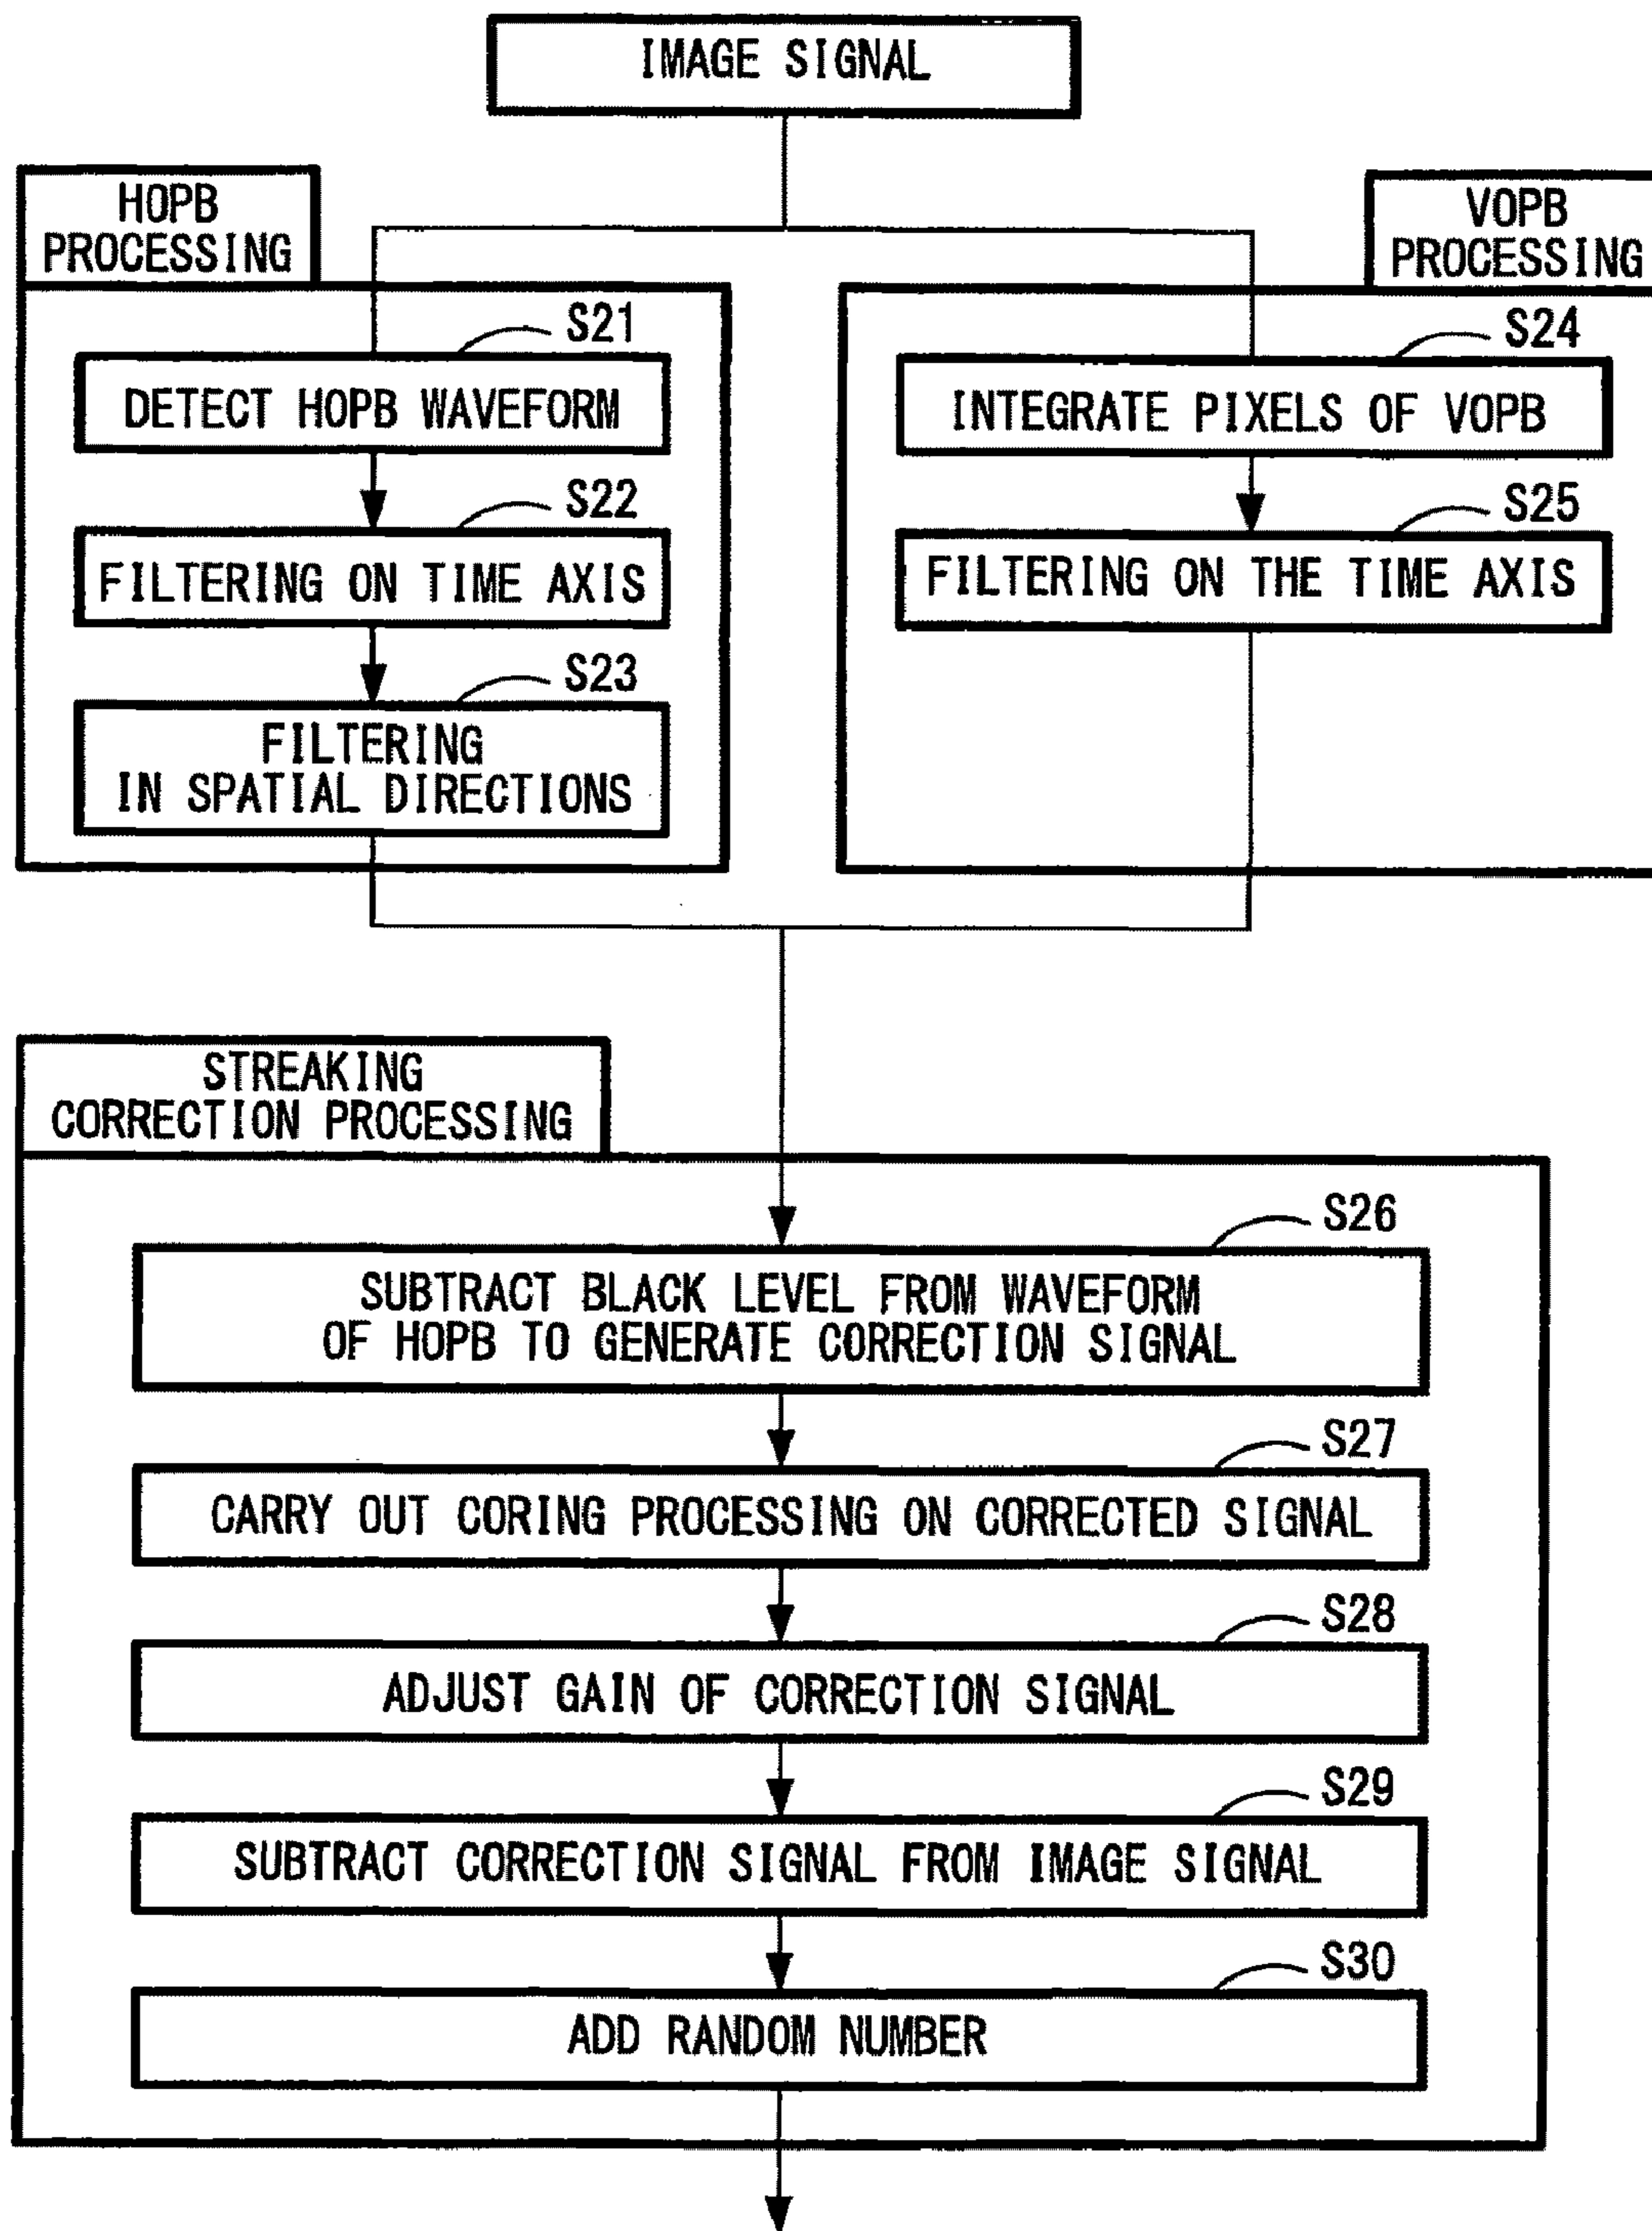 IMAGE SIGNAL
HOPB
PROCESSING
S21
DETECT HOPB WAVEFORM
S22
FILTERING ON TIME AXIS
S23
FILTERING
IN SPATIAL DIRECTIONS
VOPB
PROCESSING
S24
INTEGRATE PIXELS OF VOPB
S25
FILTERING ON THE TIME AXIS
STREAKING
CORRECTION PROCESSING
S26
SUBTRACT BLACK LEVEL FROM WAVEFORM
OF HOPB TO GENERATE CORRECTION SIGNAL
S27
CARRY OUT CORING PROCESSING ON CORRECTED SIGNAL
S28
ADJUST GAIN OF CORRECTION SIGNAL
S29
SUBTRACT CORRECTION SIGNAL FROM IMAGE SIGNAL
S30
ADD RANDOM NUMBER